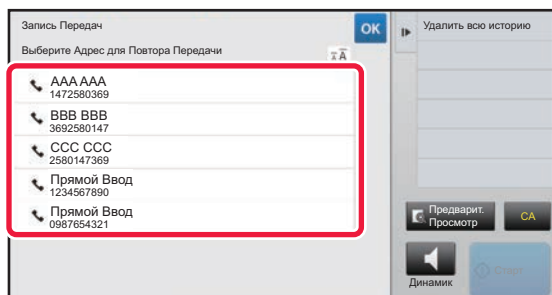 Запись Передач
OK
Удалить всю историю
Выберите Адрес для Повтора Передачи
AAA AAA
1472580369
BBB BBB
3692580147
CCC CCC
2580147369
Прямой Ввод
1234567890
Прямой Ввод
0987654321
Предварит.
Просмотр
CA
Динамик
Старт